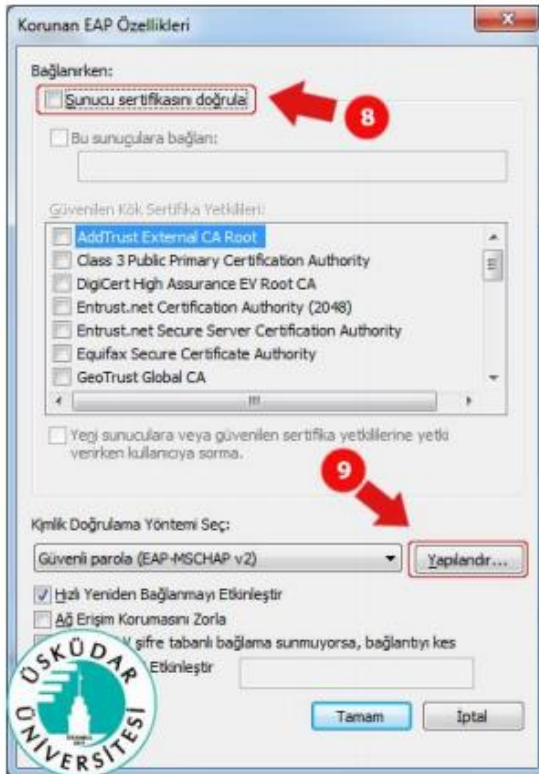 Korunan EAP Özellikleri
Bağlanırken:
Sunucu sertifikasını doğrula
8
Bu sunuculara bağlan:
Güvenilen Kök Sertifika Yetkilileri:
AddTrust External CA Root
Class 3 Public Primary Certification Authority
DigiCert High Assurance EV Root CA
Entrust.net Certification Authority (2048)
Entrust.net Secure Server Certification Authority
Equifax Secure Certificate Authority
GeoTrust Global CA
Yeni sunuculara veya güvenilen sertifika yetkililerine yetki
verirken kullanıcıya sorma.
9
Kimlik Doğrulama Yöntemi Seç:
Güvenli parola (EAP-MSCHAP v2)
Yapılandır...
Hızlı Yeniden Bağlanmayı Etkinleştir
Ağ Erişim Korumasını Zorla
şifre tabanlı bağlama sunmuyorsa, bağlantıyı kes
Etkinleştir
ÜSKÜDAR
ÜNİVERSİTESİ
Tamam
İptal